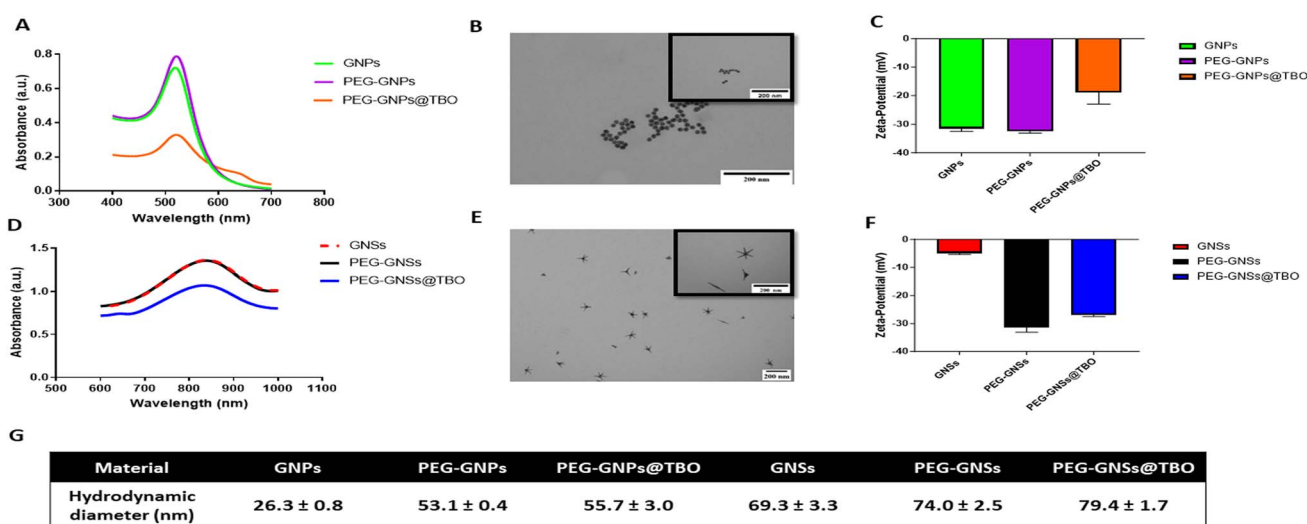 A
Absorbance (a.u.)
0.8
0.6
0.4
0.2
0.0
300 400 500 600 700 800
Wavelength (nm)
GNPs
PEG-GNPs
PEG-GNPs@TBO
B
200 nm
200 nm
C
Zeta-Potential (mV)
0
-10
-20
-30
-40
GNPs
PEG-GNPs
PEG-GNPs@TBO
GNPs
PEG-GNPs
PEG-GNPs@TBO
D
Absorbance (a.u.)
1.5
1.0
0.5
0.0
500 600 700 800 900 1000 1100
Wavelength (nm)
GNSs
PEG-GNSs
PEG-GNSs@TBO
E
200 nm
200 nm
F
Zeta-Potential (mV)
0
-10
-20
-30
-40
GNSs
PEG-GNSs
PEG-GNSs@TBO
GNSs
PEG-GNSs
PEG-GNSs@TBO
G
Material GNPs PEG-GNPs PEG-GNPs@TBO GNSs PEG-GNSs PEG-GNSs@TBO
Hydrodynamic
diameter (nm) 26.3 ± 0.8 53.1 ± 0.4 55.7 ± 3.0 69.3 ± 3.3 74.0 ± 2.5 79.4 ± 1.7